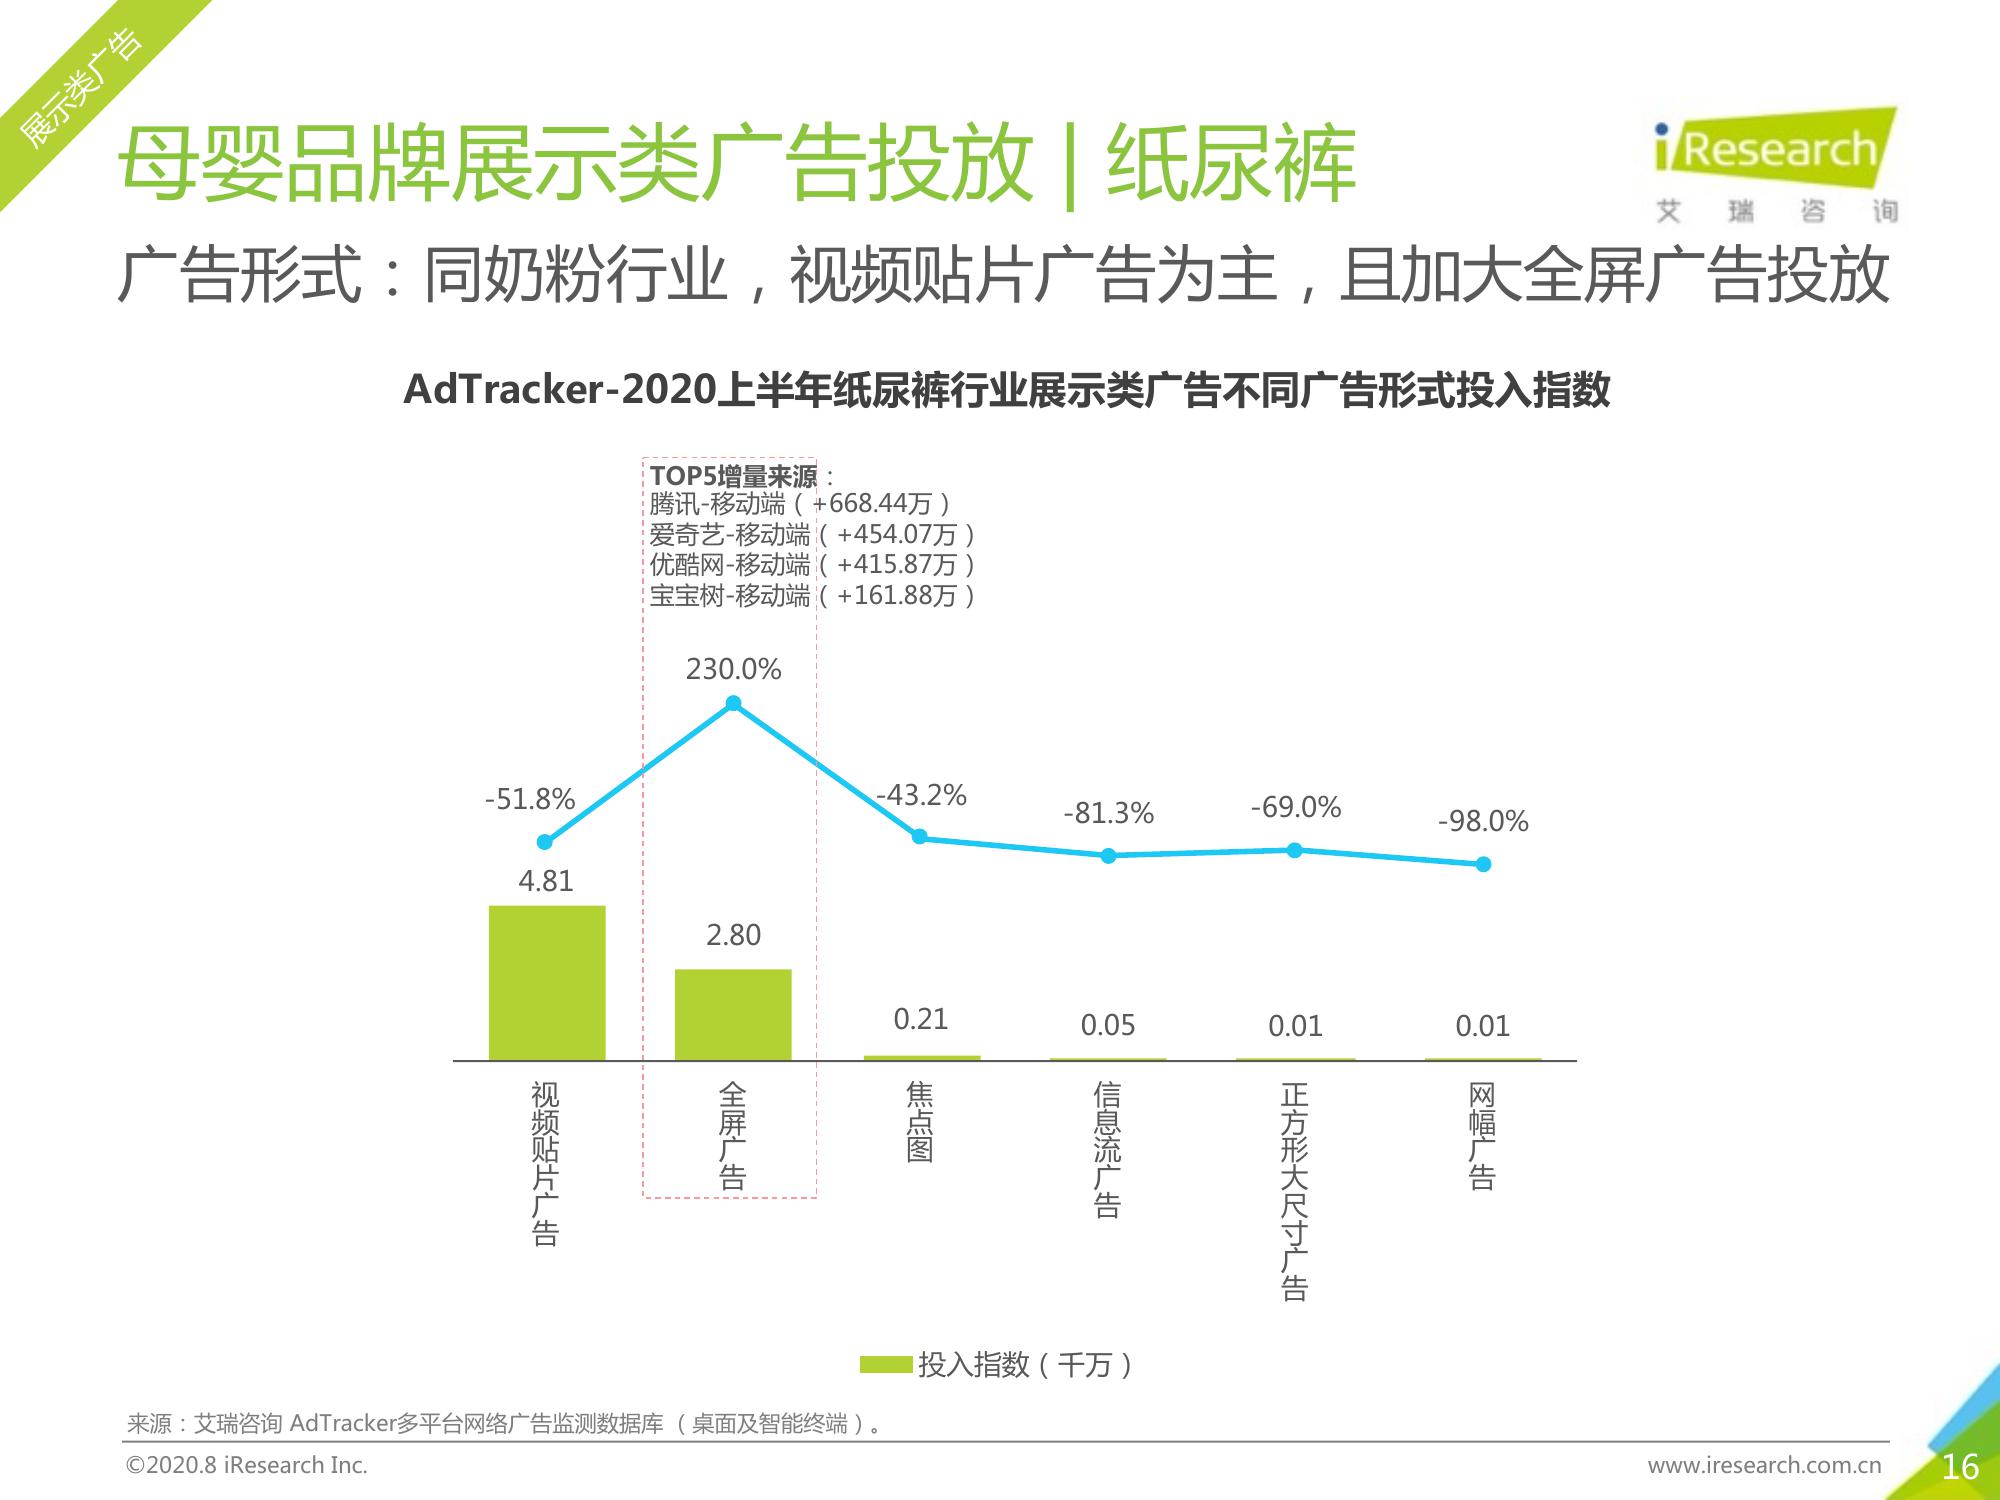 展示类广告
母婴品牌展示类广告投放 | 纸尿裤
iResearch
艾 瑞 咨 询
广告形式：同奶粉行业，视频贴片广告为主，且加大全屏广告投放
AdTracker-2020上半年纸尿裤行业展示类广告不同广告形式投入指数
TOP5增量来源：
腾讯-移动端（+668.44万）
爱奇艺-移动端（+454.07万）
优酷网-移动端（+415.87万）
宝宝树-移动端（+161.88万）
230.0%
-51.8%
-43.2%
-81.3%
-69.0%
-98.0%
4.81
2.80
0.21
0.05
0.01
0.01
视频贴片广告
全屏广告
焦点图
信息流广告
正方形大尺寸广告
网幅广告
投入指数（千万）
来源：艾瑞咨询 AdTracker多平台网络广告监测数据库 （桌面及智能终端）。
©2020.8 iResearch Inc.
www.iresearch.com.cn
16